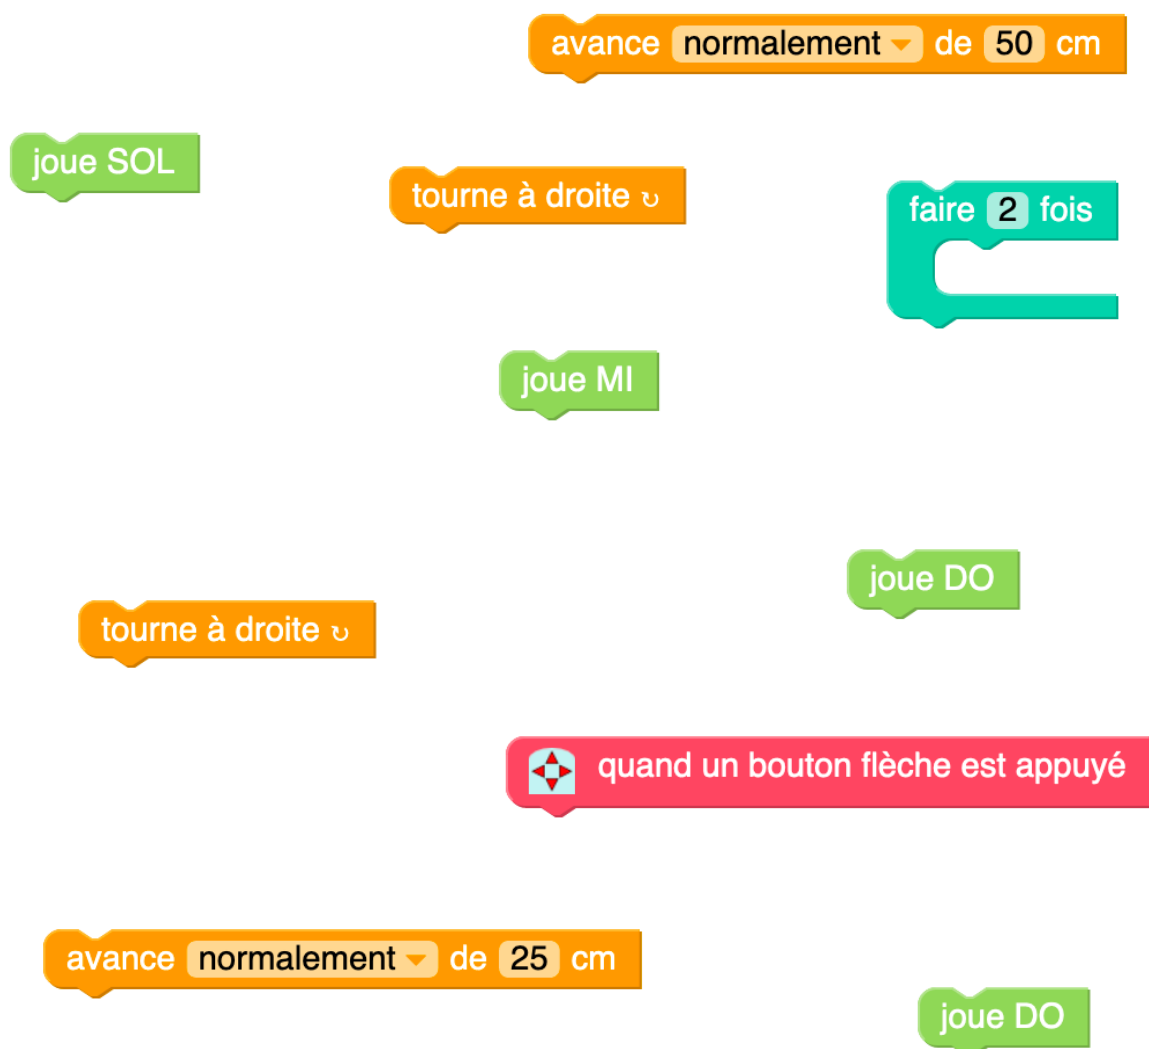 avance normalement de 50 cm
joue SOL
tourne à droite ↻
faire 2 fois
joue MI
joue DO
tourne à droite ↻
quand un bouton flèche est appuyé
avance normalement de 25 cm
joue DO